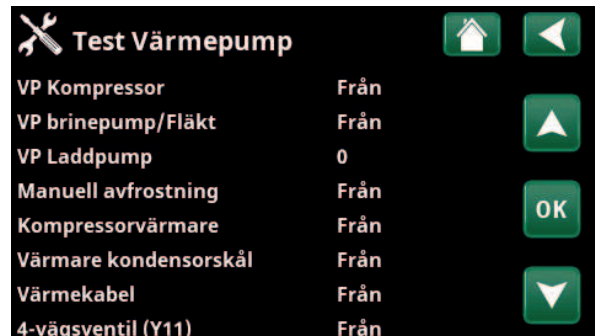 Test Värmepump
VP Kompressor Från
VP brinepump/Fläkt Från
VP Laddpump 0
Manuell avfrostning Från
Kompressorvärmare Från
Värmare kondensorskål Från
Värmekabel Från
4-vägsventil (Y11) Från
OK